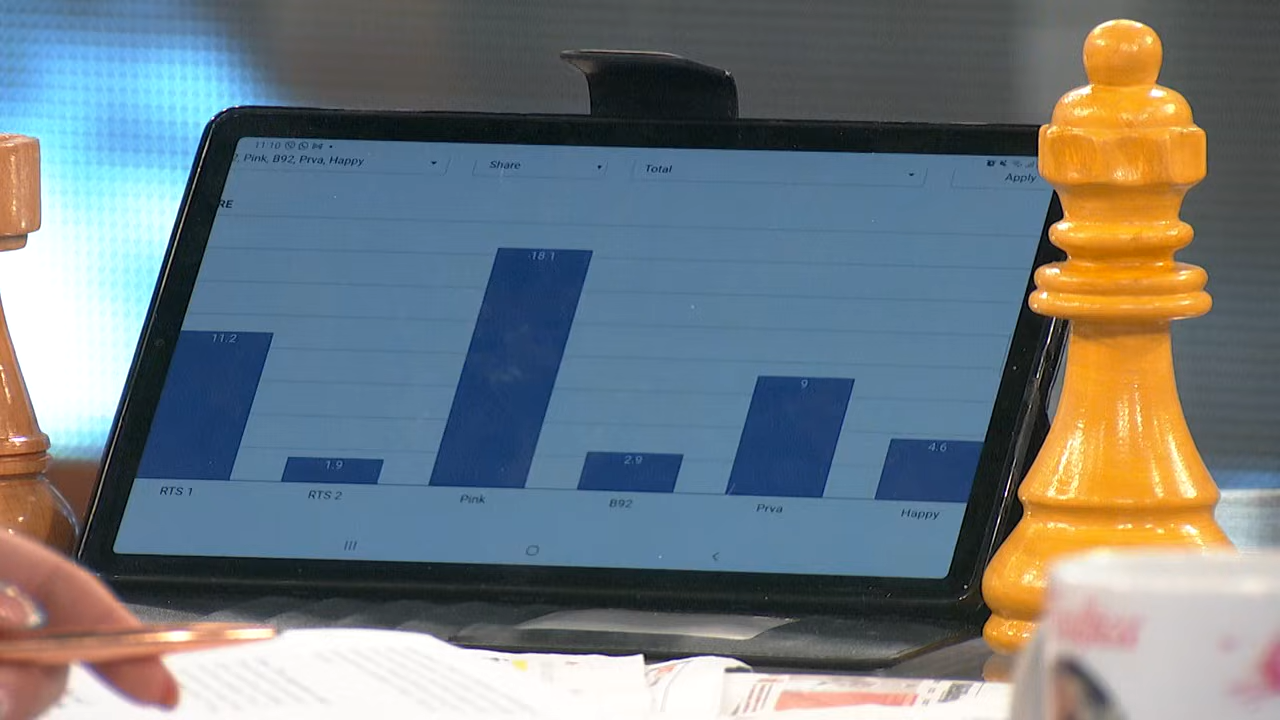 11:10
, Pink, B92, Prva, Happy
Share
Total
Apply
RE
11.2
1.9
18.1
2.9
9
4.6
RTS 1
RTS 2
Pink
B92
Prva
Happy